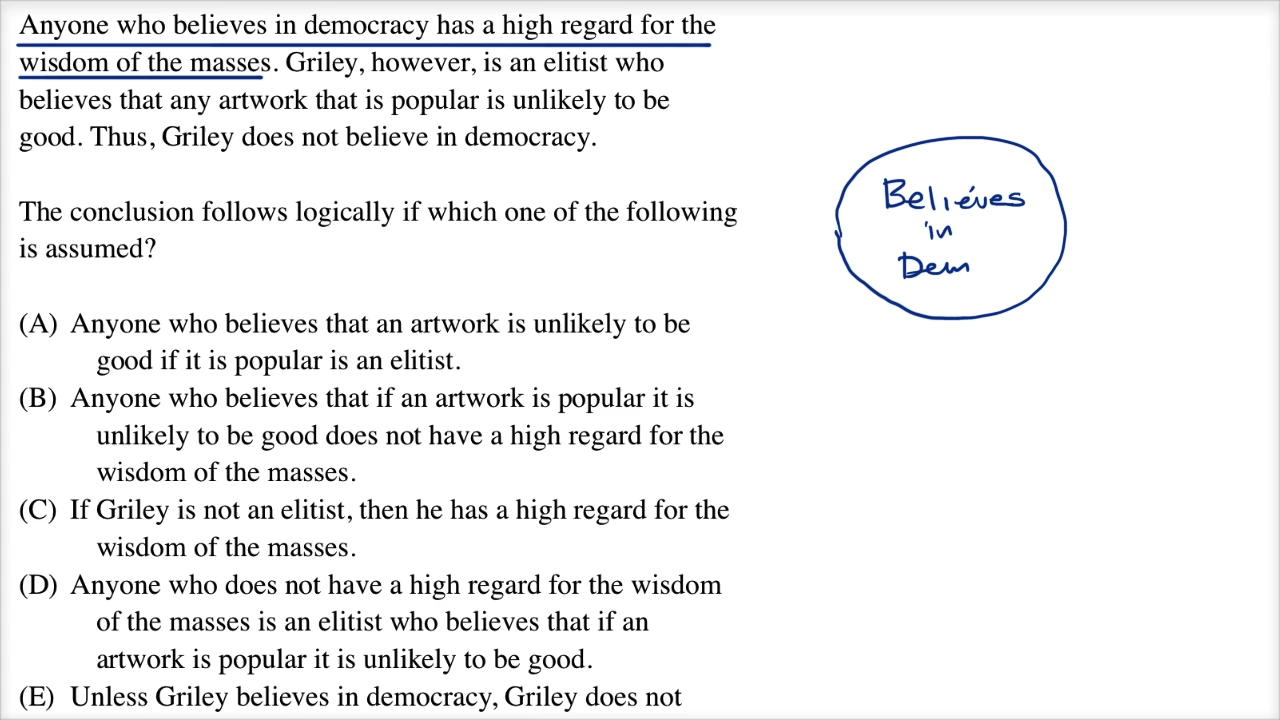 Anyone who believes in democracy has a high regard for the
wisdom of the masses. Griley, however, is an elitist who
believes that any artwork that is popular is unlikely to be
good. Thus, Griley does not believe in democracy.
The conclusion follows logically if which one of the following
is assumed?
(A) Anyone who believes that an artwork is unlikely to be
good if it is popular is an elitist.
(B) Anyone who believes that if an artwork is popular it is
unlikely to be good does not have a high regard for the
wisdom of the masses.
(C) If Griley is not an elitist, then he has a high regard for the
wisdom of the masses.
(D) Anyone who does not have a high regard for the wisdom
of the masses is an elitist who believes that if an
artwork is popular it is unlikely to be good.
(E) Unless Griley believes in democracy, Griley does not
Believes
in
Dem